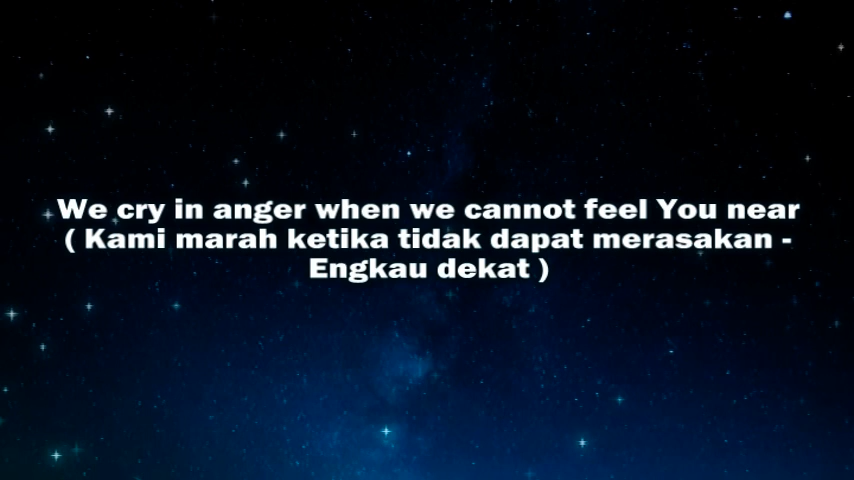 We cry in anger when we cannot feel You near
( Kami marah ketika tidak dapat merasakan -
Engkau dekat )